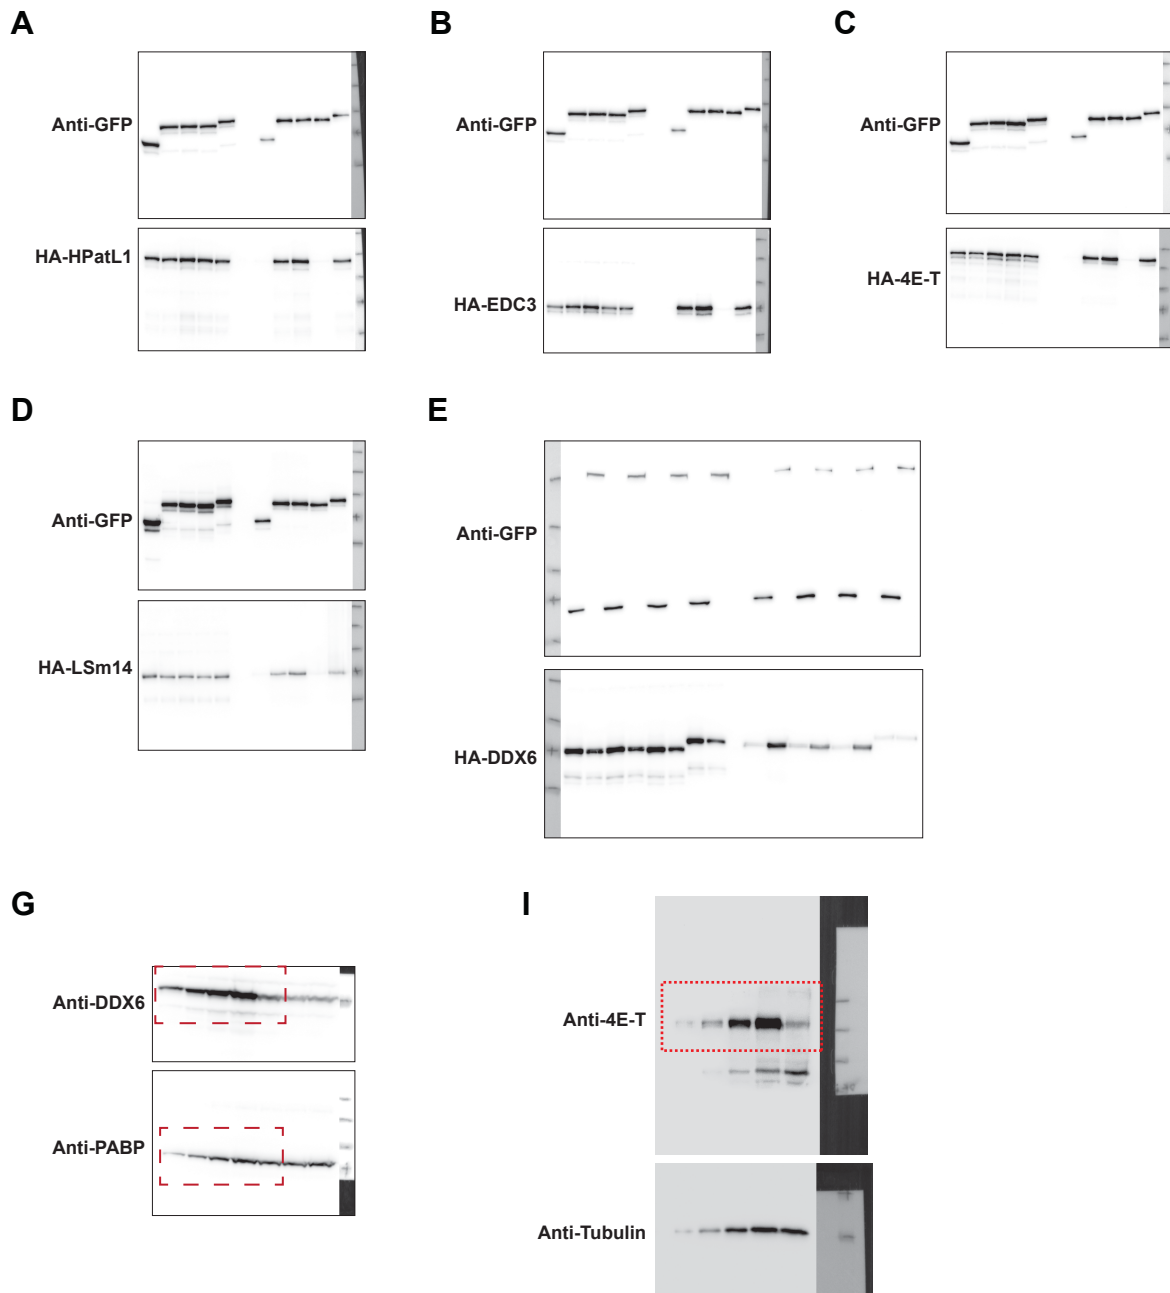 A
B
C
Anti-GFP
Anti-GFP
Anti-GFP
HA-HPatL1
HA-EDC3
HA-4E-T
D
E
Anti-GFP
Anti-GFP
HA-LSm14
HA-DDX6
G
I
Anti-DDX6
Anti-4E-T
Anti-PABP
Anti-Tubulin